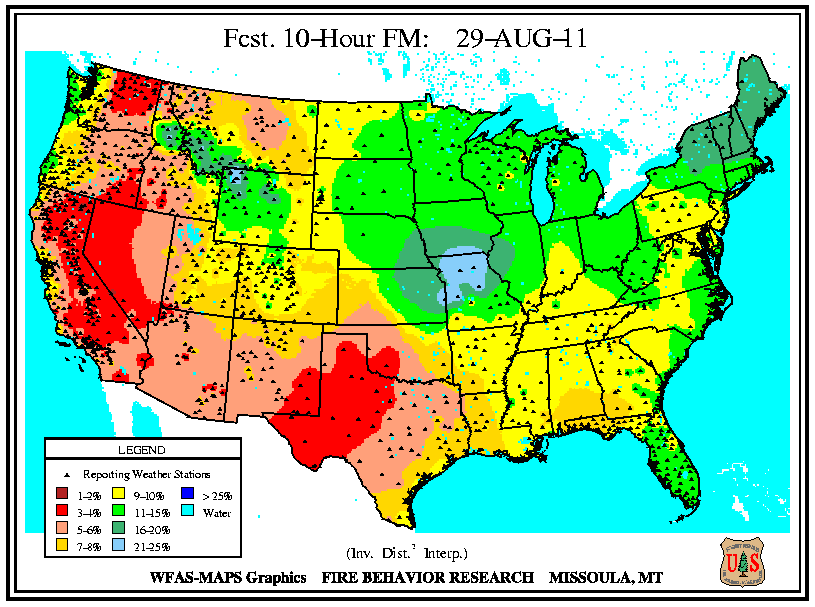 Fcst. 10-Hour FM: 29-AUG-11
LEGEND
Reporting Weather Stations
1-2% 9-10% > 25%
3-4% 11-15% Water
5-6% 16-20%
7-8% 21-25%
(Inv. Dist.² Interp.)
WFAS-MAPS Graphics FIRE BEHAVIOR RESEARCH MISSOULA, MT
U S